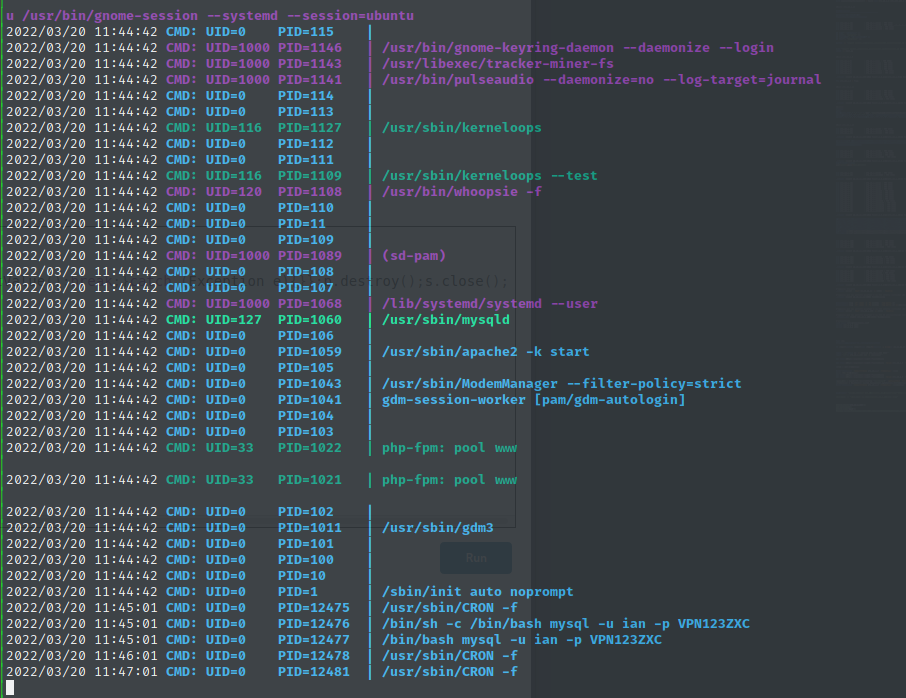 u /usr/bin/gnome-session --systemd --session=ubuntu
2022/03/20 11:44:42 CMD: UID=0    PID=115    |
2022/03/20 11:44:42 CMD: UID=1000 PID=1146   | /usr/bin/gnome-keyring-daemon --daemonize --login
2022/03/20 11:44:42 CMD: UID=1000 PID=1143   | /usr/libexec/tracker-miner-fs
2022/03/20 11:44:42 CMD: UID=1000 PID=1141   | /usr/bin/pulseaudio --daemonize=no --log-target=journal
2022/03/20 11:44:42 CMD: UID=0    PID=114    |
2022/03/20 11:44:42 CMD: UID=0    PID=113    |
2022/03/20 11:44:42 CMD: UID=116  PID=1127   | /usr/sbin/kerneloops
2022/03/20 11:44:42 CMD: UID=0    PID=112    |
2022/03/20 11:44:42 CMD: UID=0    PID=111    |
2022/03/20 11:44:42 CMD: UID=116  PID=1109   | /usr/sbin/kerneloops --test
2022/03/20 11:44:42 CMD: UID=120  PID=1108   | /usr/bin/whoopsie -f
2022/03/20 11:44:42 CMD: UID=0    PID=110    |
2022/03/20 11:44:42 CMD: UID=0    PID=11     |
2022/03/20 11:44:42 CMD: UID=0    PID=109    |
2022/03/20 11:44:42 CMD: UID=1000 PID=1089   | (sd-pam)
2022/03/20 11:44:42 CMD: UID=0    PID=108    |
destroy();s.close();
2022/03/20 11:44:42 CMD: UID=0    PID=107    |
2022/03/20 11:44:42 CMD: UID=1000 PID=1068   | /lib/systemd/systemd --user
2022/03/20 11:44:42 CMD: UID=127  PID=1060   | /usr/sbin/mysqld
2022/03/20 11:44:42 CMD: UID=0    PID=106    |
2022/03/20 11:44:42 CMD: UID=0    PID=1059   | /usr/sbin/apache2 -k start
2022/03/20 11:44:42 CMD: UID=0    PID=105    |
2022/03/20 11:44:42 CMD: UID=0    PID=1043   | /usr/sbin/ModemManager --filter-policy=strict
2022/03/20 11:44:42 CMD: UID=0    PID=1041   | gdm-session-worker [pam/gdm-autologin]
2022/03/20 11:44:42 CMD: UID=0    PID=104    |
2022/03/20 11:44:42 CMD: UID=0    PID=103    |
2022/03/20 11:44:42 CMD: UID=33   PID=1022   | php-fpm: pool www
2022/03/20 11:44:42 CMD: UID=33   PID=1021   | php-fpm: pool www
2022/03/20 11:44:42 CMD: UID=0    PID=102    |
2022/03/20 11:44:42 CMD: UID=0    PID=1011   | /usr/sbin/gdm3
2022/03/20 11:44:42 CMD: UID=0    PID=101    |
2022/03/20 11:44:42 CMD: UID=0    PID=100    |
Run
2022/03/20 11:44:42 CMD: UID=0    PID=10     |
2022/03/20 11:44:42 CMD: UID=0    PID=1      | /sbin/init auto noprompt
2022/03/20 11:45:01 CMD: UID=0    PID=12475  | /usr/sbin/CRON -f
2022/03/20 11:45:01 CMD: UID=0    PID=12476  | /bin/sh -c /bin/bash mysql -u ian -p VPN123ZXC
2022/03/20 11:45:01 CMD: UID=0    PID=12477  | /bin/bash mysql -u ian -p VPN123ZXC
2022/03/20 11:46:01 CMD: UID=0    PID=12478  | /usr/sbin/CRON -f
2022/03/20 11:47:01 CMD: UID=0    PID=12481  | /usr/sbin/CRON -f